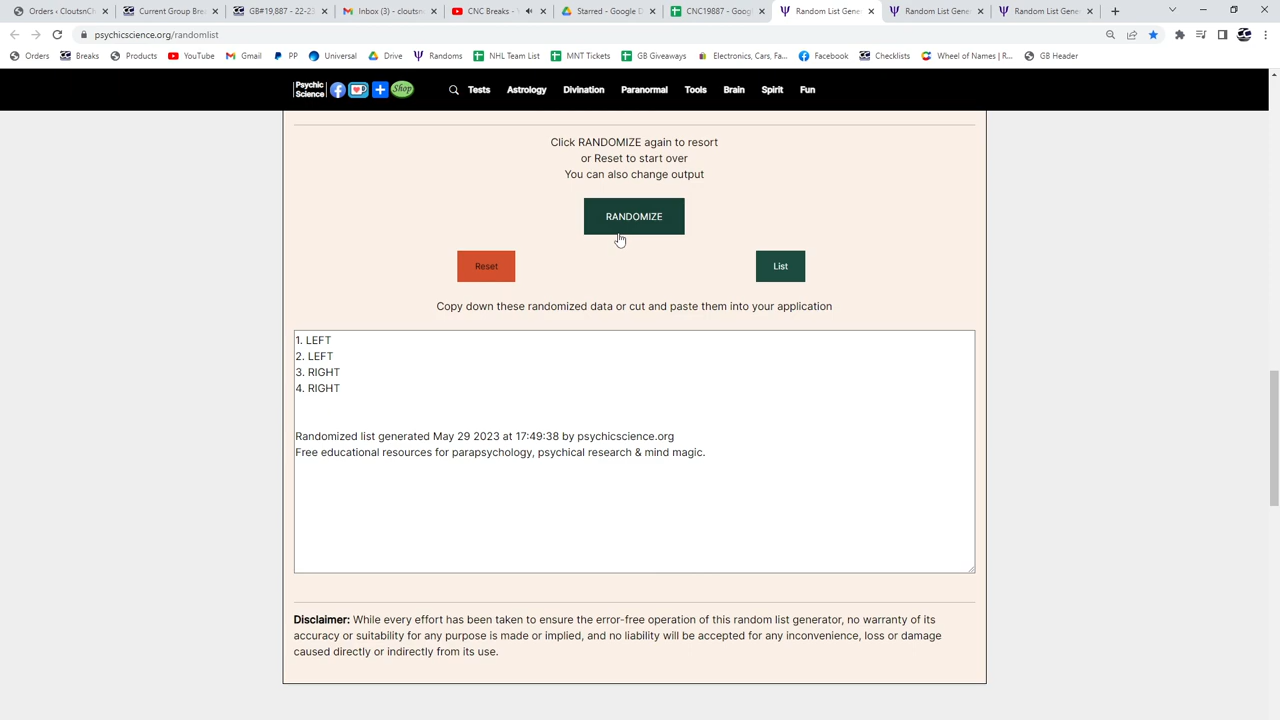 Orders ‹ CloutsnCh
Current Group Break
GB#19,887 - 22-23
Inbox (3) - cloutsn
CNC Breaks -
Starred - Google D
CNC19887 - Goog
Random List Gene
Random List Gene
Random List Gene
psychicscience.org/randomlist
Orders
Breaks
Products
YouTube
Gmail
PP
Universal
Drive
Randoms
NHL Team List
MNT Tickets
GB Giveaways
Electronics, Cars, Fa...
Facebook
Checklists
Wheel of Names | R...
GB Header
Psychic
Science
Shop
Tests
Astrology
Divination
Paranormal
Tools
Brain
Spirit
Fun
Click RANDOMIZE again to resort
or Reset to start over
You can also change output
RANDOMIZE
Reset
List
Copy down these randomized data or cut and paste them into your application
1. LEFT
2. LEFT
3. RIGHT
4. RIGHT
Randomized list generated May 29 2023 at 17:49:38 by psychicscience.org
Free educational resources for parapsychology, psychical research & mind magic.
Disclaimer: While every effort has been taken to ensure the error-free operation of this random list generator, no warranty of its
accuracy or suitability for any purpose is made or implied, and no liability will be accepted for any inconvenience, loss or damage
caused directly or indirectly from its use.